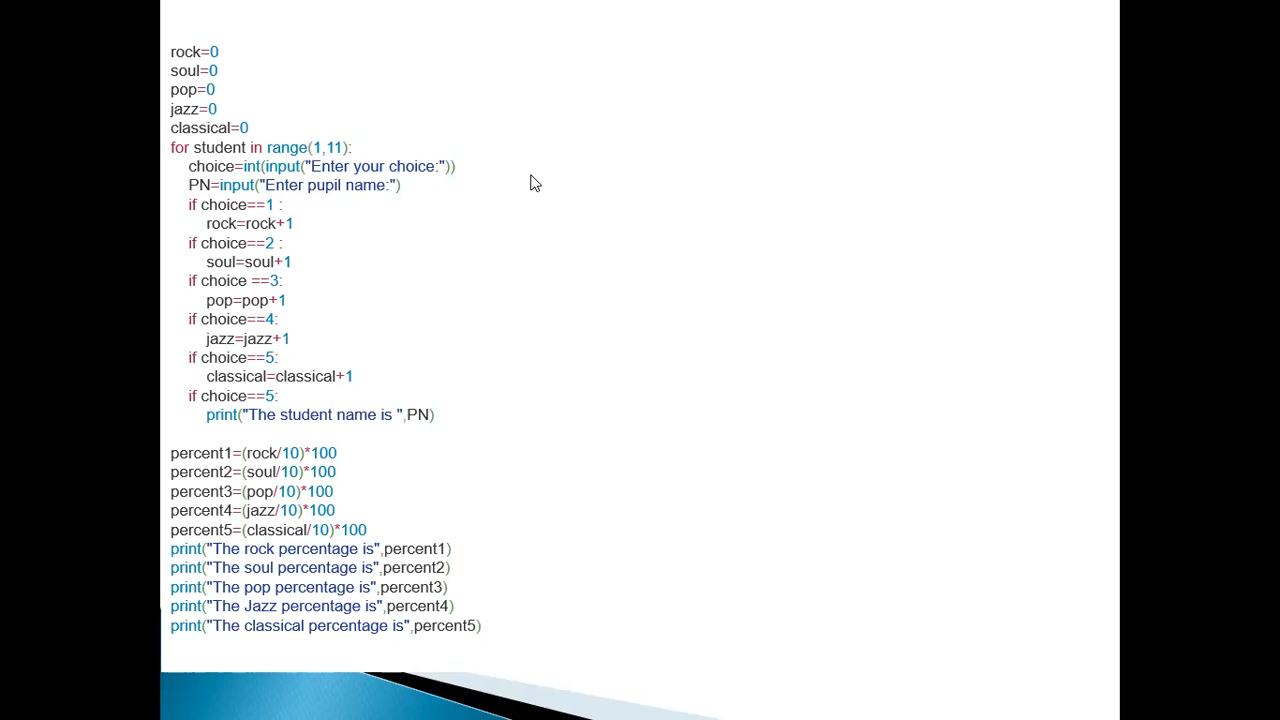 rock=0
soul=0
pop=0
jazz=0
classical=0
for student in range(1,11):
choice=int(input("Enter your choice:"))
PN=input("Enter pupil name:")
if choice==1 :
rock=rock+1
if choice==2 :
soul=soul+1
if choice ==3:
pop=pop+1
if choice==4:
jazz=jazz+1
if choice==5:
classical=classical+1
if choice==5:
print("The student name is ",PN)
percent1=(rock/10)*100
percent2=(soul/10)*100
percent3=(pop/10)*100
percent4=(jazz/10)*100
percent5=(classical/10)*100
print("The rock percentage is",percent1)
print("The soul percentage is",percent2)
print("The pop percentage is",percent3)
print("The Jazz percentage is",percent4)
print("The classical percentage is",percent5)